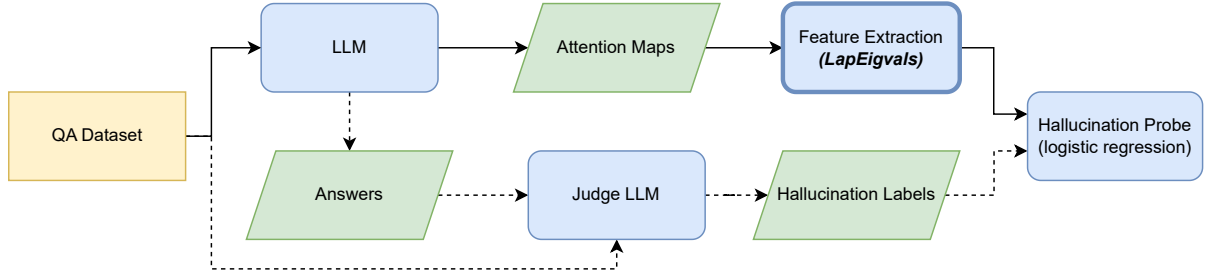 LLM
Attention Maps
Feature Extraction
(LapEigvals)
QA Dataset
Hallucination Probe
(logistic regression)
Answers
Judge LLM
Hallucination Labels